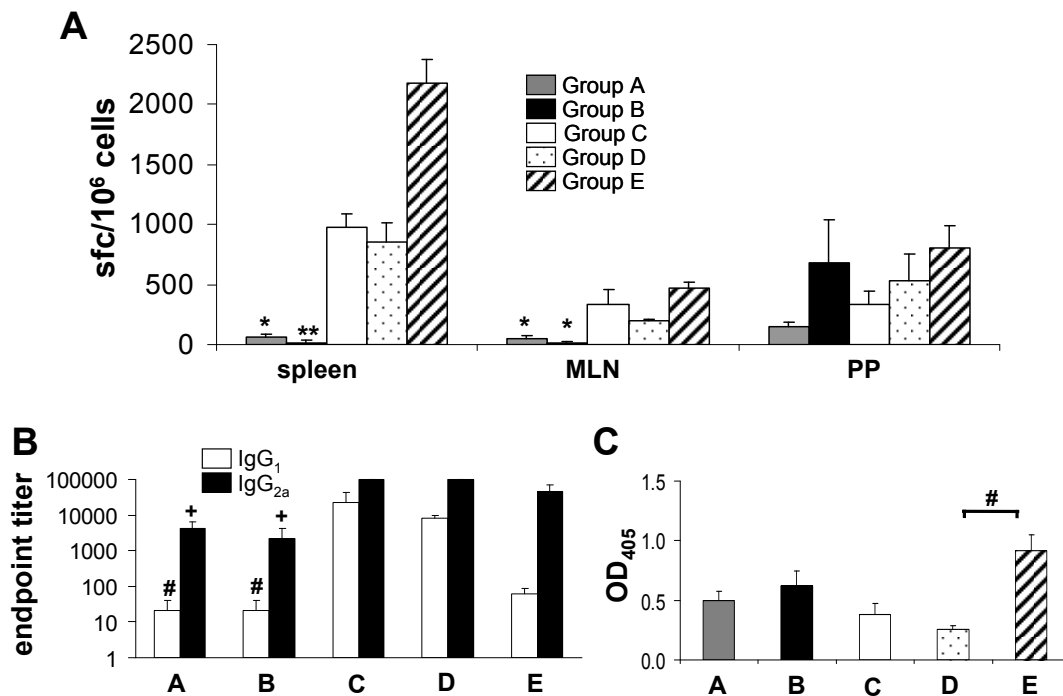 A
2500
2000
1500
1000
500
0
sfc/10⁶ cells
Group A
Group B
Group C
Group D
Group E
* ** * *
spleen MLN PP
B
IgG₁
IgG₂ₐ
100000
10000
1000
100
10
1
endpoint titer
+ +
# #
A B C D E
C
1.5
1.0
0.5
0.0
OD₄₀₅
#
A B C D E